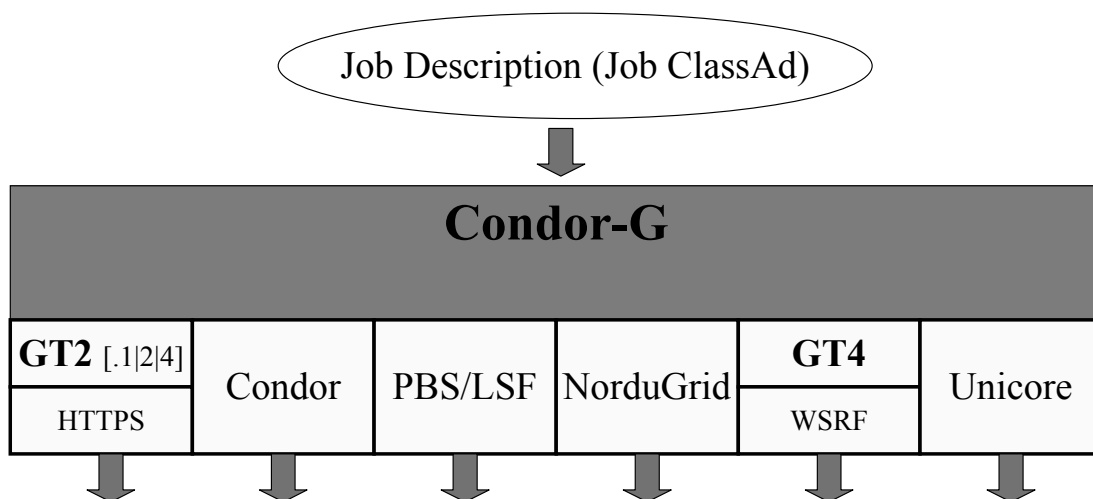 Job Description (Job ClassAd)
Condor-G
GT2 [.1|2|4]
HTTPS
Condor
PBS/LSF
NorduGrid
GT4
WSRF
Unicore